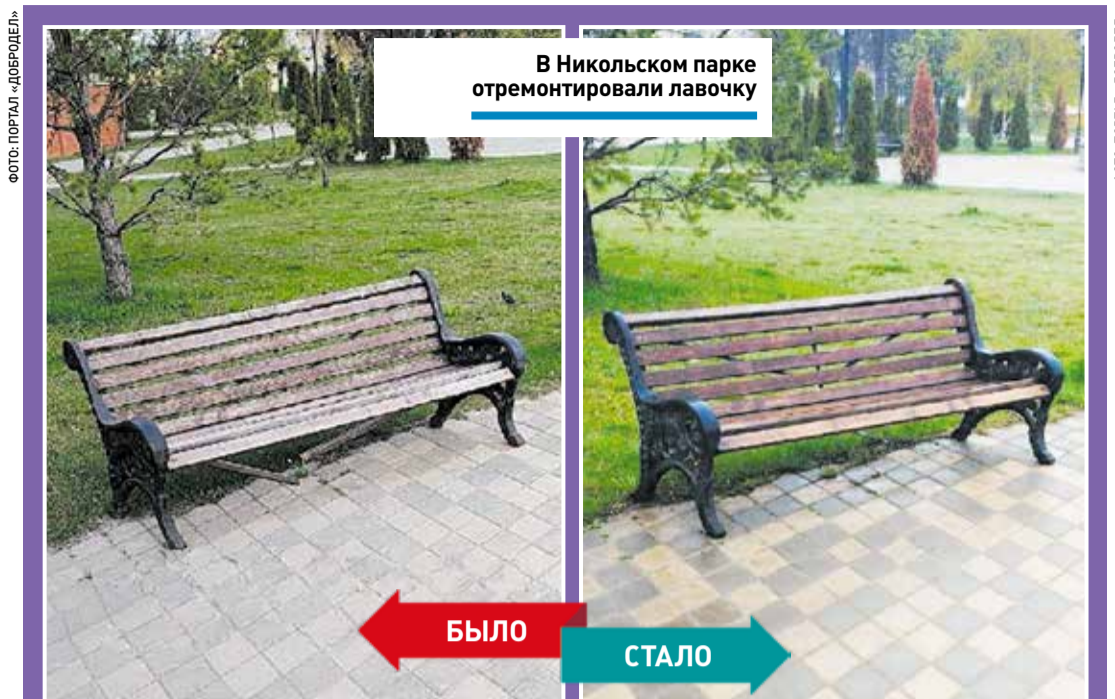 ФОТО: ПОРТАЛ «ДОБРОДЕЛ»
В Никольском парке
отремонтировали лавочку
БЫЛО
СТАЛО